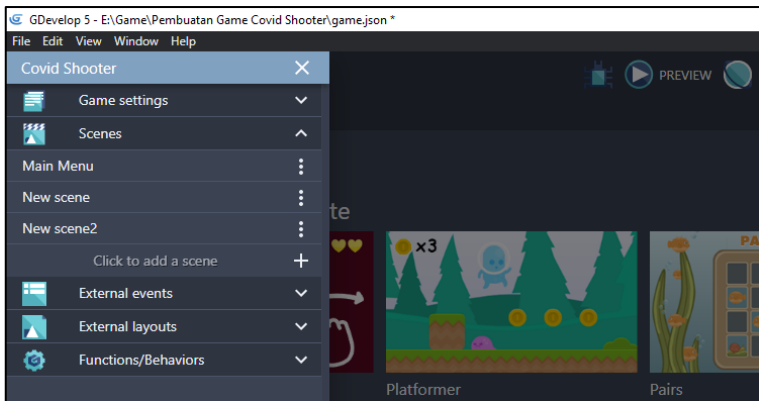 GDevelop 5 - E:\Game\Pembuatan Game Covid Shooter\game.json *
File Edit View Window Help
Covid Shooter
PREVIEW
Game settings
Scenes
Main Menu
New scene
New scene2
Click to add a scene
External events
External layouts
Functions/Behaviors
te
x3
PA
Platformer
Pairs